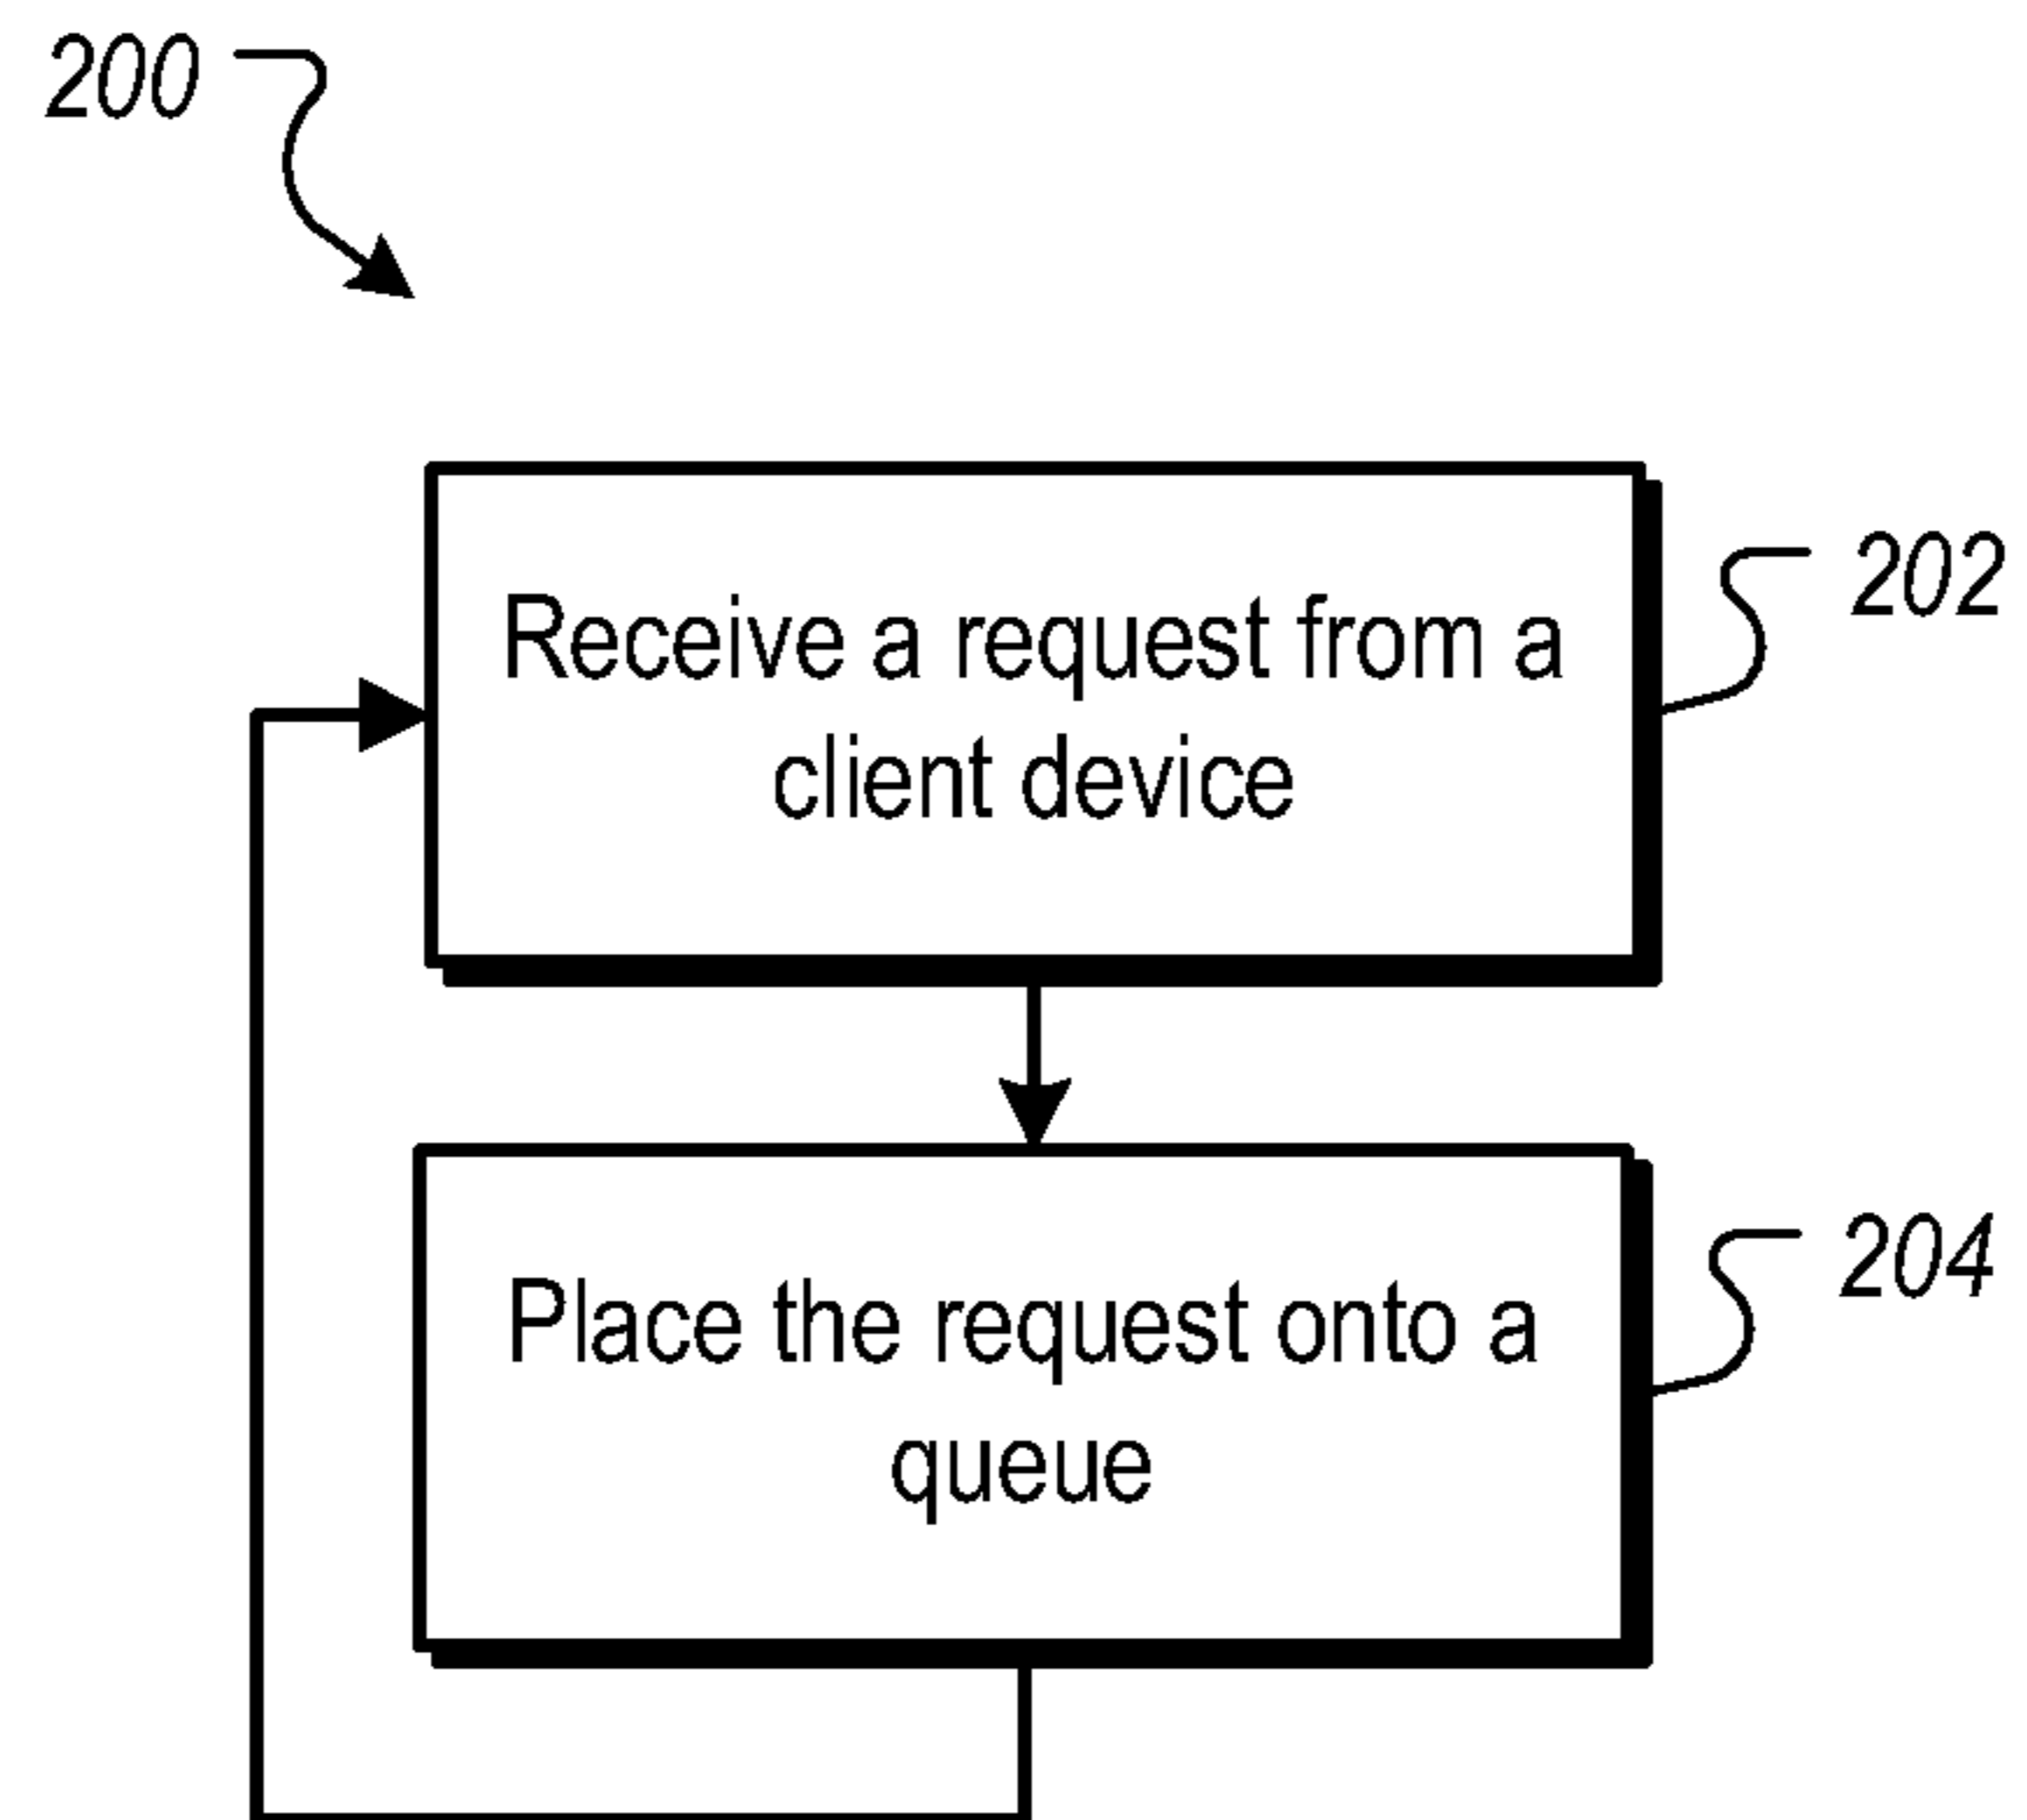 200
Receive a request from a
client device
202
Place the request onto a
queue
204